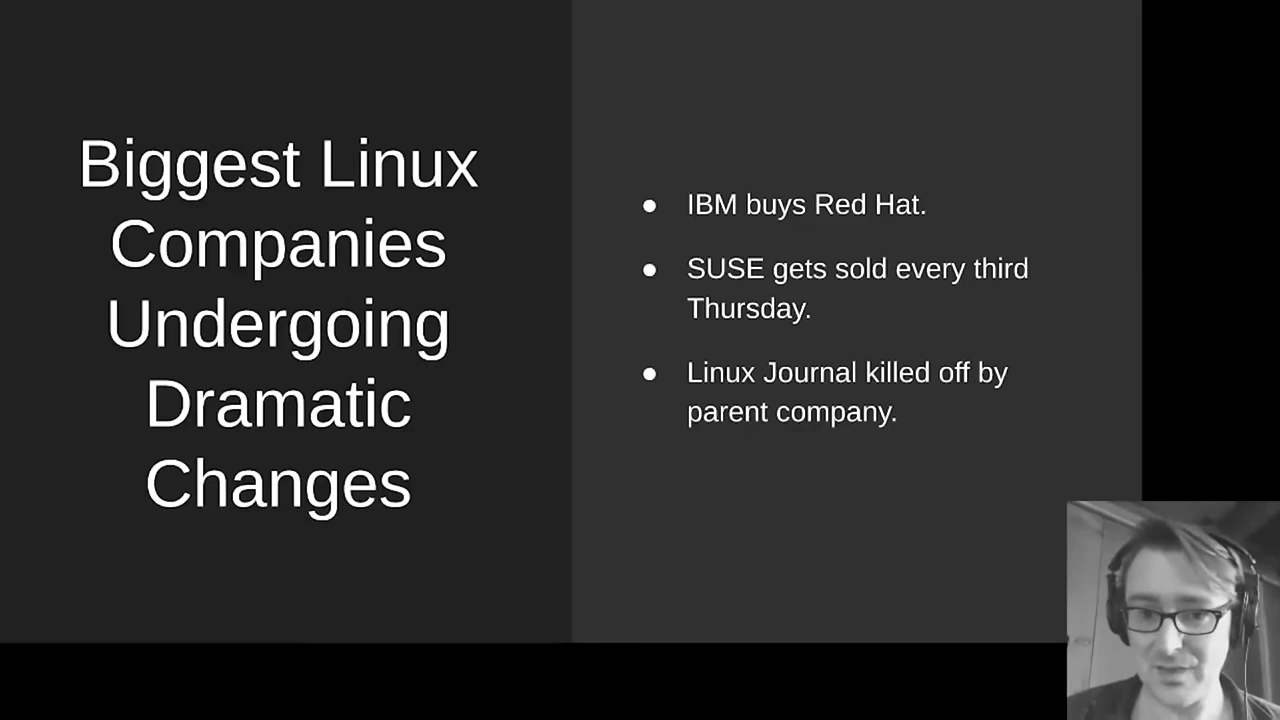 Biggest Linux
Companies
Undergoing
Dramatic
Changes
● IBM buys Red Hat.
● SUSE gets sold every third
Thursday.
● Linux Journal killed off by
parent company.